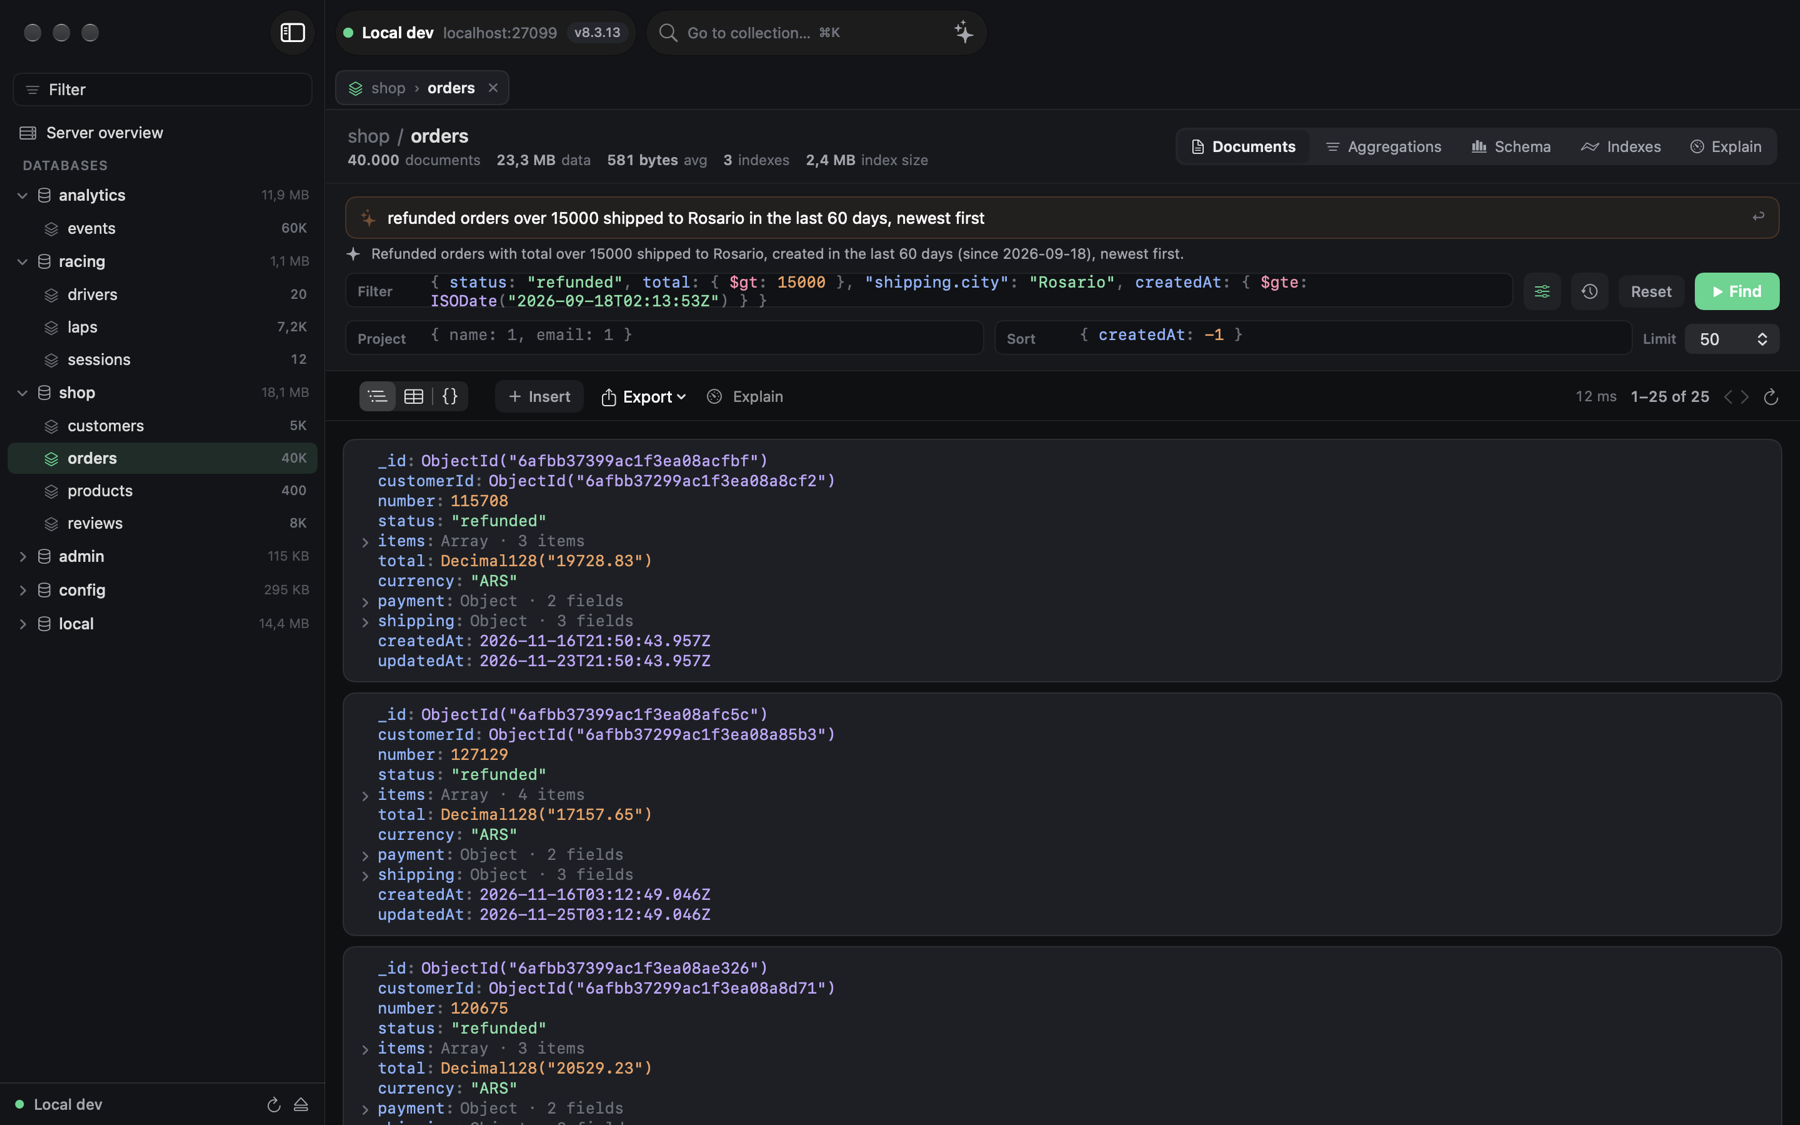 Local dev localhost:27099 v8.3.13
Go to collection... ⌘K
Filter
shop › orders ×
Server overview
DATABASES
analytics 11,9 MB
events 60K
racing 1,1 MB
drivers 20
laps 7,2K
sessions 12
shop 18,1 MB
customers 5K
orders 40K
products 400
reviews 8K
admin 115 KB
config 295 KB
local 14,4 MB
Local dev
shop / orders
40.000 documents 23,3 MB data 581 bytes avg 3 indexes 2,4 MB index size
Documents Aggregations Schema Indexes Explain
refunded orders over 15000 shipped to Rosario in the last 60 days, newest first
Refunded orders with total over 15000 shipped to Rosario, created in the last 60 days (since 2026-09-18), newest first.
Filter { status: "refunded", total: { $gt: 15000 }, "shipping.city": "Rosario", createdAt: { $gte:
ISODate("2026-09-18T02:13:53Z") } }
Reset Find
Project { name: 1, email: 1 }
Sort { createdAt: -1 }
Limit 50
{} + Insert Export Explain
12 ms 1–25 of 25
_id: ObjectId("6afbb37399ac1f3ea08acfbf")
customerId: ObjectId("6afbb37299ac1f3ea08a8cf2")
number: 115708
status: "refunded"
items: Array · 3 items
total: Decimal128("19728.83")
currency: "ARS"
payment: Object · 2 fields
shipping: Object · 3 fields
createdAt: 2026-11-16T21:50:43.957Z
updatedAt: 2026-11-23T21:50:43.957Z
_id: ObjectId("6afbb37399ac1f3ea08afc5c")
customerId: ObjectId("6afbb37299ac1f3ea08a85b3")
number: 127129
status: "refunded"
items: Array · 4 items
total: Decimal128("17157.65")
currency: "ARS"
payment: Object · 2 fields
shipping: Object · 3 fields
createdAt: 2026-11-16T03:12:49.046Z
updatedAt: 2026-11-25T03:12:49.046Z
_id: ObjectId("6afbb37399ac1f3ea08ae326")
customerId: ObjectId("6afbb37299ac1f3ea08a8d71")
number: 120675
status: "refunded"
items: Array · 3 items
total: Decimal128("20529.23")
currency: "ARS"
payment: Object · 2 fields